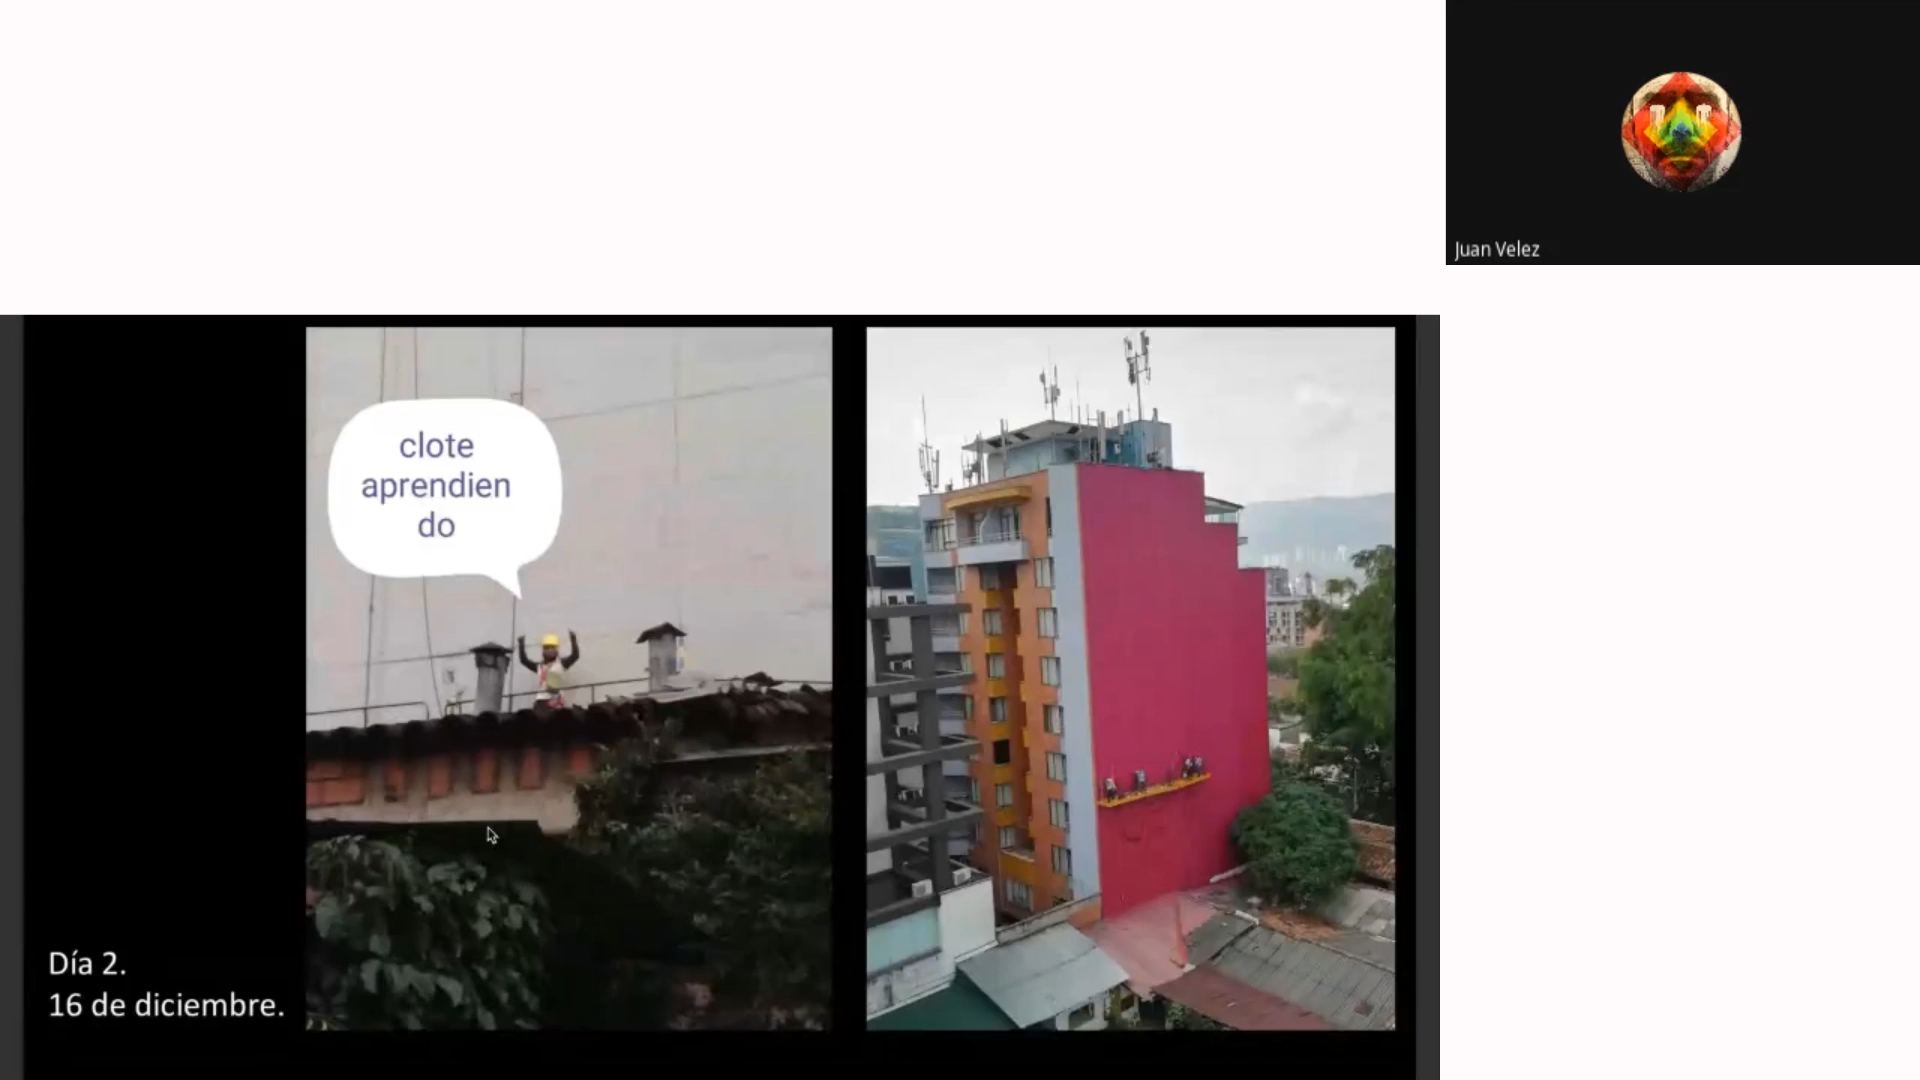 Juan Velez
clote
aprendien
do
Día 2.
16 de diciembre.